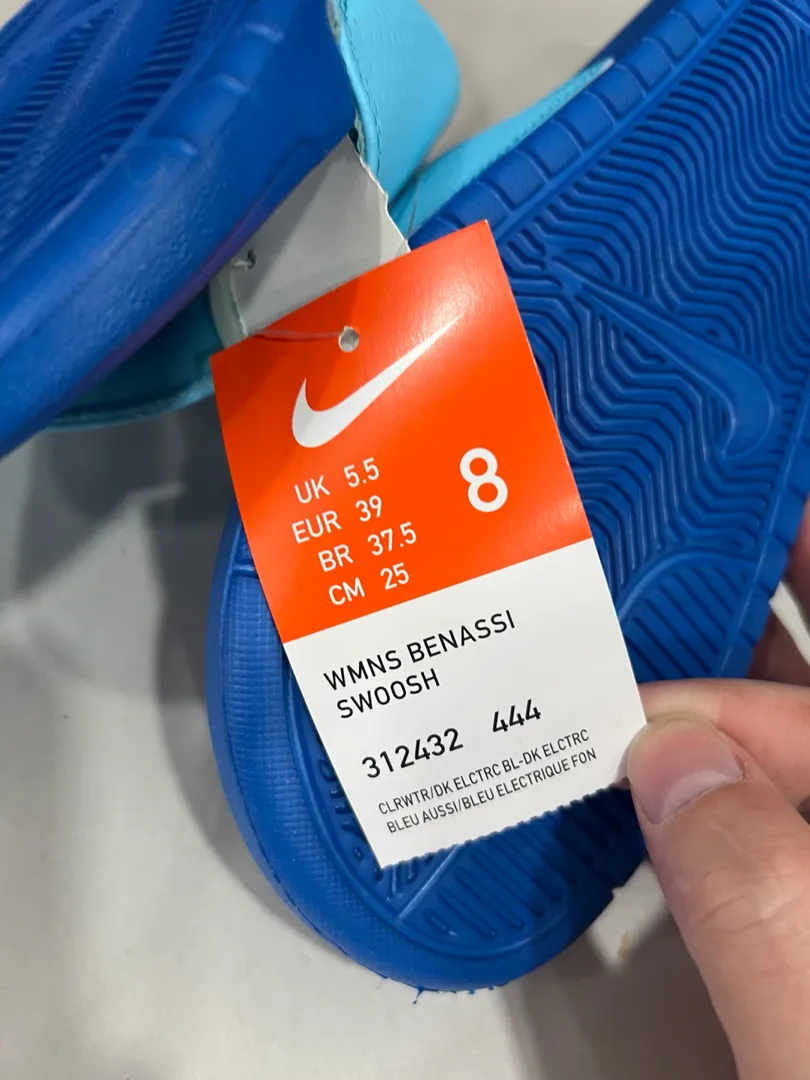 UK 5.5
EUR 39
BR 37.5
CM 25
8
WMNS BENASSI
SWOOSH
312432 444
CLRWTR/DK ELCTRC BL-DK ELCTRC
BLEU AUSSI/BLEU ELECTRIQUE FON